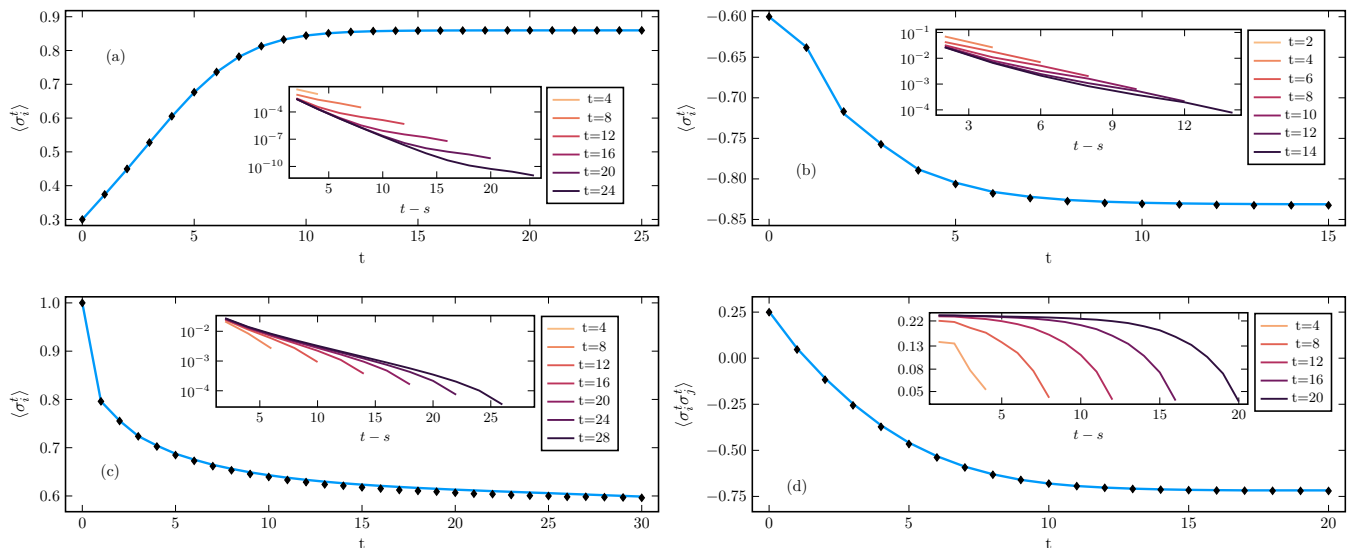 0.9
0.8
0.7
0.6
0.5
0.4
0.3
⟨σᵢᵗ⟩
(a)
10⁻⁴
10⁻⁷
10⁻¹⁰
5 10 15 20
t − s
t=4
t=8
t=12
t=16
t=20
t=24
0 5 10 15 20 25
t
−0.60
−0.65
−0.70
−0.75
−0.80
−0.85
⟨σᵢᵗ⟩
(b)
10⁻¹
10⁻²
10⁻³
10⁻⁴
3 6 9 12
t − s
t=2
t=4
t=6
t=8
t=10
t=12
t=14
0 5 10 15
t
1.0
0.9
0.8
0.7
0.6
⟨σᵢᵗ⟩
(c)
10⁻²
10⁻³
10⁻⁴
5 10 15 20 25
t − s
t=4
t=8
t=12
t=16
t=20
t=24
t=28
0 5 10 15 20 25 30
t
0.25
0.00
−0.25
−0.50
−0.75
⟨σᵢᵗσⱼᵗ⟩
(d)
0.22
0.13
0.08
0.05
5 10 15 20
t − s
t=4
t=8
t=12
t=16
t=20
0 5 10 15 20
t